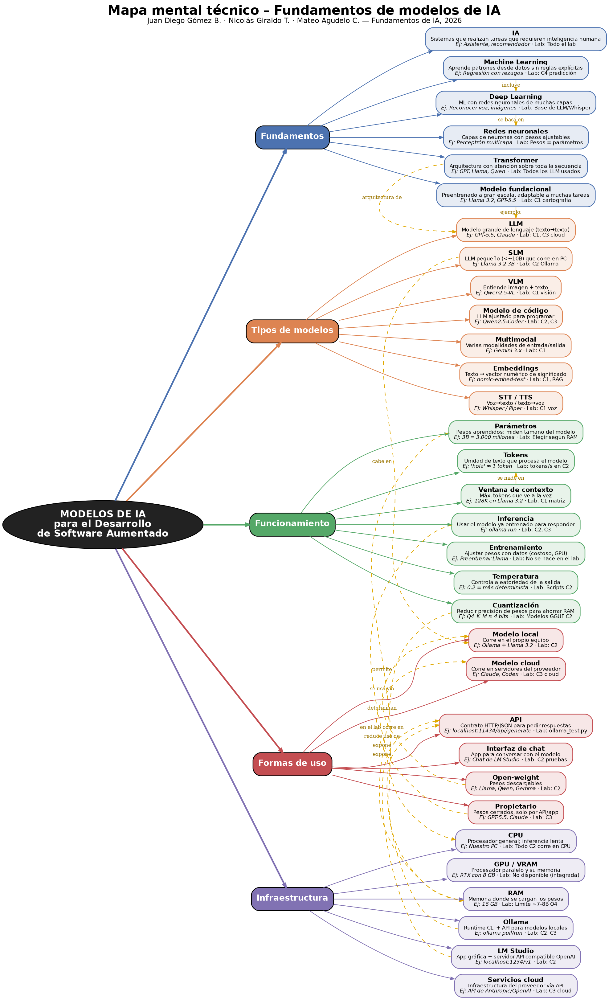 Mapa mental técnico – Fundamentos de modelos de IA
Juan Diego Gómez B. · Nicolás Giraldo T. · Mateo Agudelo C. — Fundamentos de IA, 2026
IA
Sistemas que realizan tareas que requieren inteligencia humana
Ej: Asistente, recomendador · Lab: Todo el lab
Machine Learning
Aprende patrones desde datos sin reglas explícitas
Ej: Regresión con rezagos · Lab: C4 predicción
incluye
Deep Learning
ML con redes neuronales de muchas capas
Ej: Reconocer voz, imágenes · Lab: Base de LLM/Whisper
se basa en
Fundamentos
Redes neuronales
Capas de neuronas con pesos ajustables
Ej: Perceptrón multicapa · Lab: Pesos = parámetros
Transformer
Arquitectura con atención sobre toda la secuencia
Ej: GPT, Llama, Qwen · Lab: Todos los LLM usados
Modelo fundacional
Preentrenado a gran escala, adaptable a muchas tareas
Ej: Llama 3.2, GPT-5.5 · Lab: C1 cartografía
arquitectura de
ejemplo:
LLM
Modelo grande de lenguaje (texto→texto)
Ej: GPT-5.5, Claude · Lab: C1, C3 cloud
SLM
LLM pequeño (<~10B) que corre en PC
Ej: Llama 3.2 3B · Lab: C2 Ollama
VLM
Entiende imagen + texto
Ej: Qwen2.5-VL · Lab: C1 visión
Modelo de código
LLM ajustado para programar
Ej: Qwen2.5-Coder · Lab: C2, C3
Tipos de modelos
Multimodal
Varias modalidades de entrada/salida
Ej: Gemini 3.x · Lab: C1
Embeddings
Texto → vector numérico de significado
Ej: nomic-embed-text · Lab: C1, RAG
STT / TTS
Voz→texto / texto→voz
Ej: Whisper / Piper · Lab: C1 voz
Parámetros
Pesos aprendidos; miden tamaño del modelo
Ej: 3B = 3.000 millones · Lab: Elegir según RAM
Tokens
Unidad de texto que procesa el modelo
Ej: 'hola' ≈ 1 token · Lab: tokens/s en C2
cabe en
se mide en
Ventana de contexto
Máx. tokens que ve a la vez
Ej: 128K en Llama 3.2 · Lab: C1 matriz
MODELOS DE IA
para el Desarrollo
de Software Aumentado
Funcionamiento
Inferencia
Usar el modelo ya entrenado para responder
Ej: ollama run · Lab: C2, C3
Entrenamiento
Ajustar pesos con datos (costoso, GPU)
Ej: Preentrenar Llama · Lab: No se hace en el lab
Temperatura
Controla aleatoriedad de la salida
Ej: 0.2 = más determinista · Lab: Scripts C2
Cuantización
Reducir precisión de pesos para ahorrar RAM
Ej: Q4_K_M ≈ 4 bits · Lab: Modelos GGUF C2
Modelo local
Corre en el propio equipo
Ej: Ollama + Llama 3.2 · Lab: C2
Modelo cloud
Corre en servidores del proveedor
Ej: Claude, Codex · Lab: C3 cloud
permite
se usa vía
determinan
en el lab corre en
reduce uso de
expone
expone
API
Contrato HTTP/JSON para pedir respuestas
Ej: localhost:11434/api/generate · Lab: ollama_test.py
Interfaz de chat
App para conversar con el modelo
Ej: Chat de LM Studio · Lab: C2 pruebas
Formas de uso
Open-weight
Pesos descargables
Ej: Llama, Qwen, Gemma · Lab: C2
Propietario
Pesos cerrados, solo por API/app
Ej: GPT-5.5, Claude · Lab: C3
CPU
Procesador general; inferencia lenta
Ej: Nuestro PC · Lab: Todo C2 corre en CPU
GPU / VRAM
Procesador paralelo y su memoria
Ej: RTX con 8 GB · Lab: No disponible (integrada)
Infraestructura
RAM
Memoria donde se cargan los pesos
Ej: 16 GB · Lab: Límite ~7-8B Q4
Ollama
Runtime CLI + API para modelos locales
Ej: ollama pull/run · Lab: C2, C3
LM Studio
App gráfica + servidor API compatible OpenAI
Ej: localhost:1234/v1 · Lab: C2
Servicios cloud
Infraestructura del proveedor vía API
Ej: API de Anthropic/OpenAI · Lab: C3 cloud